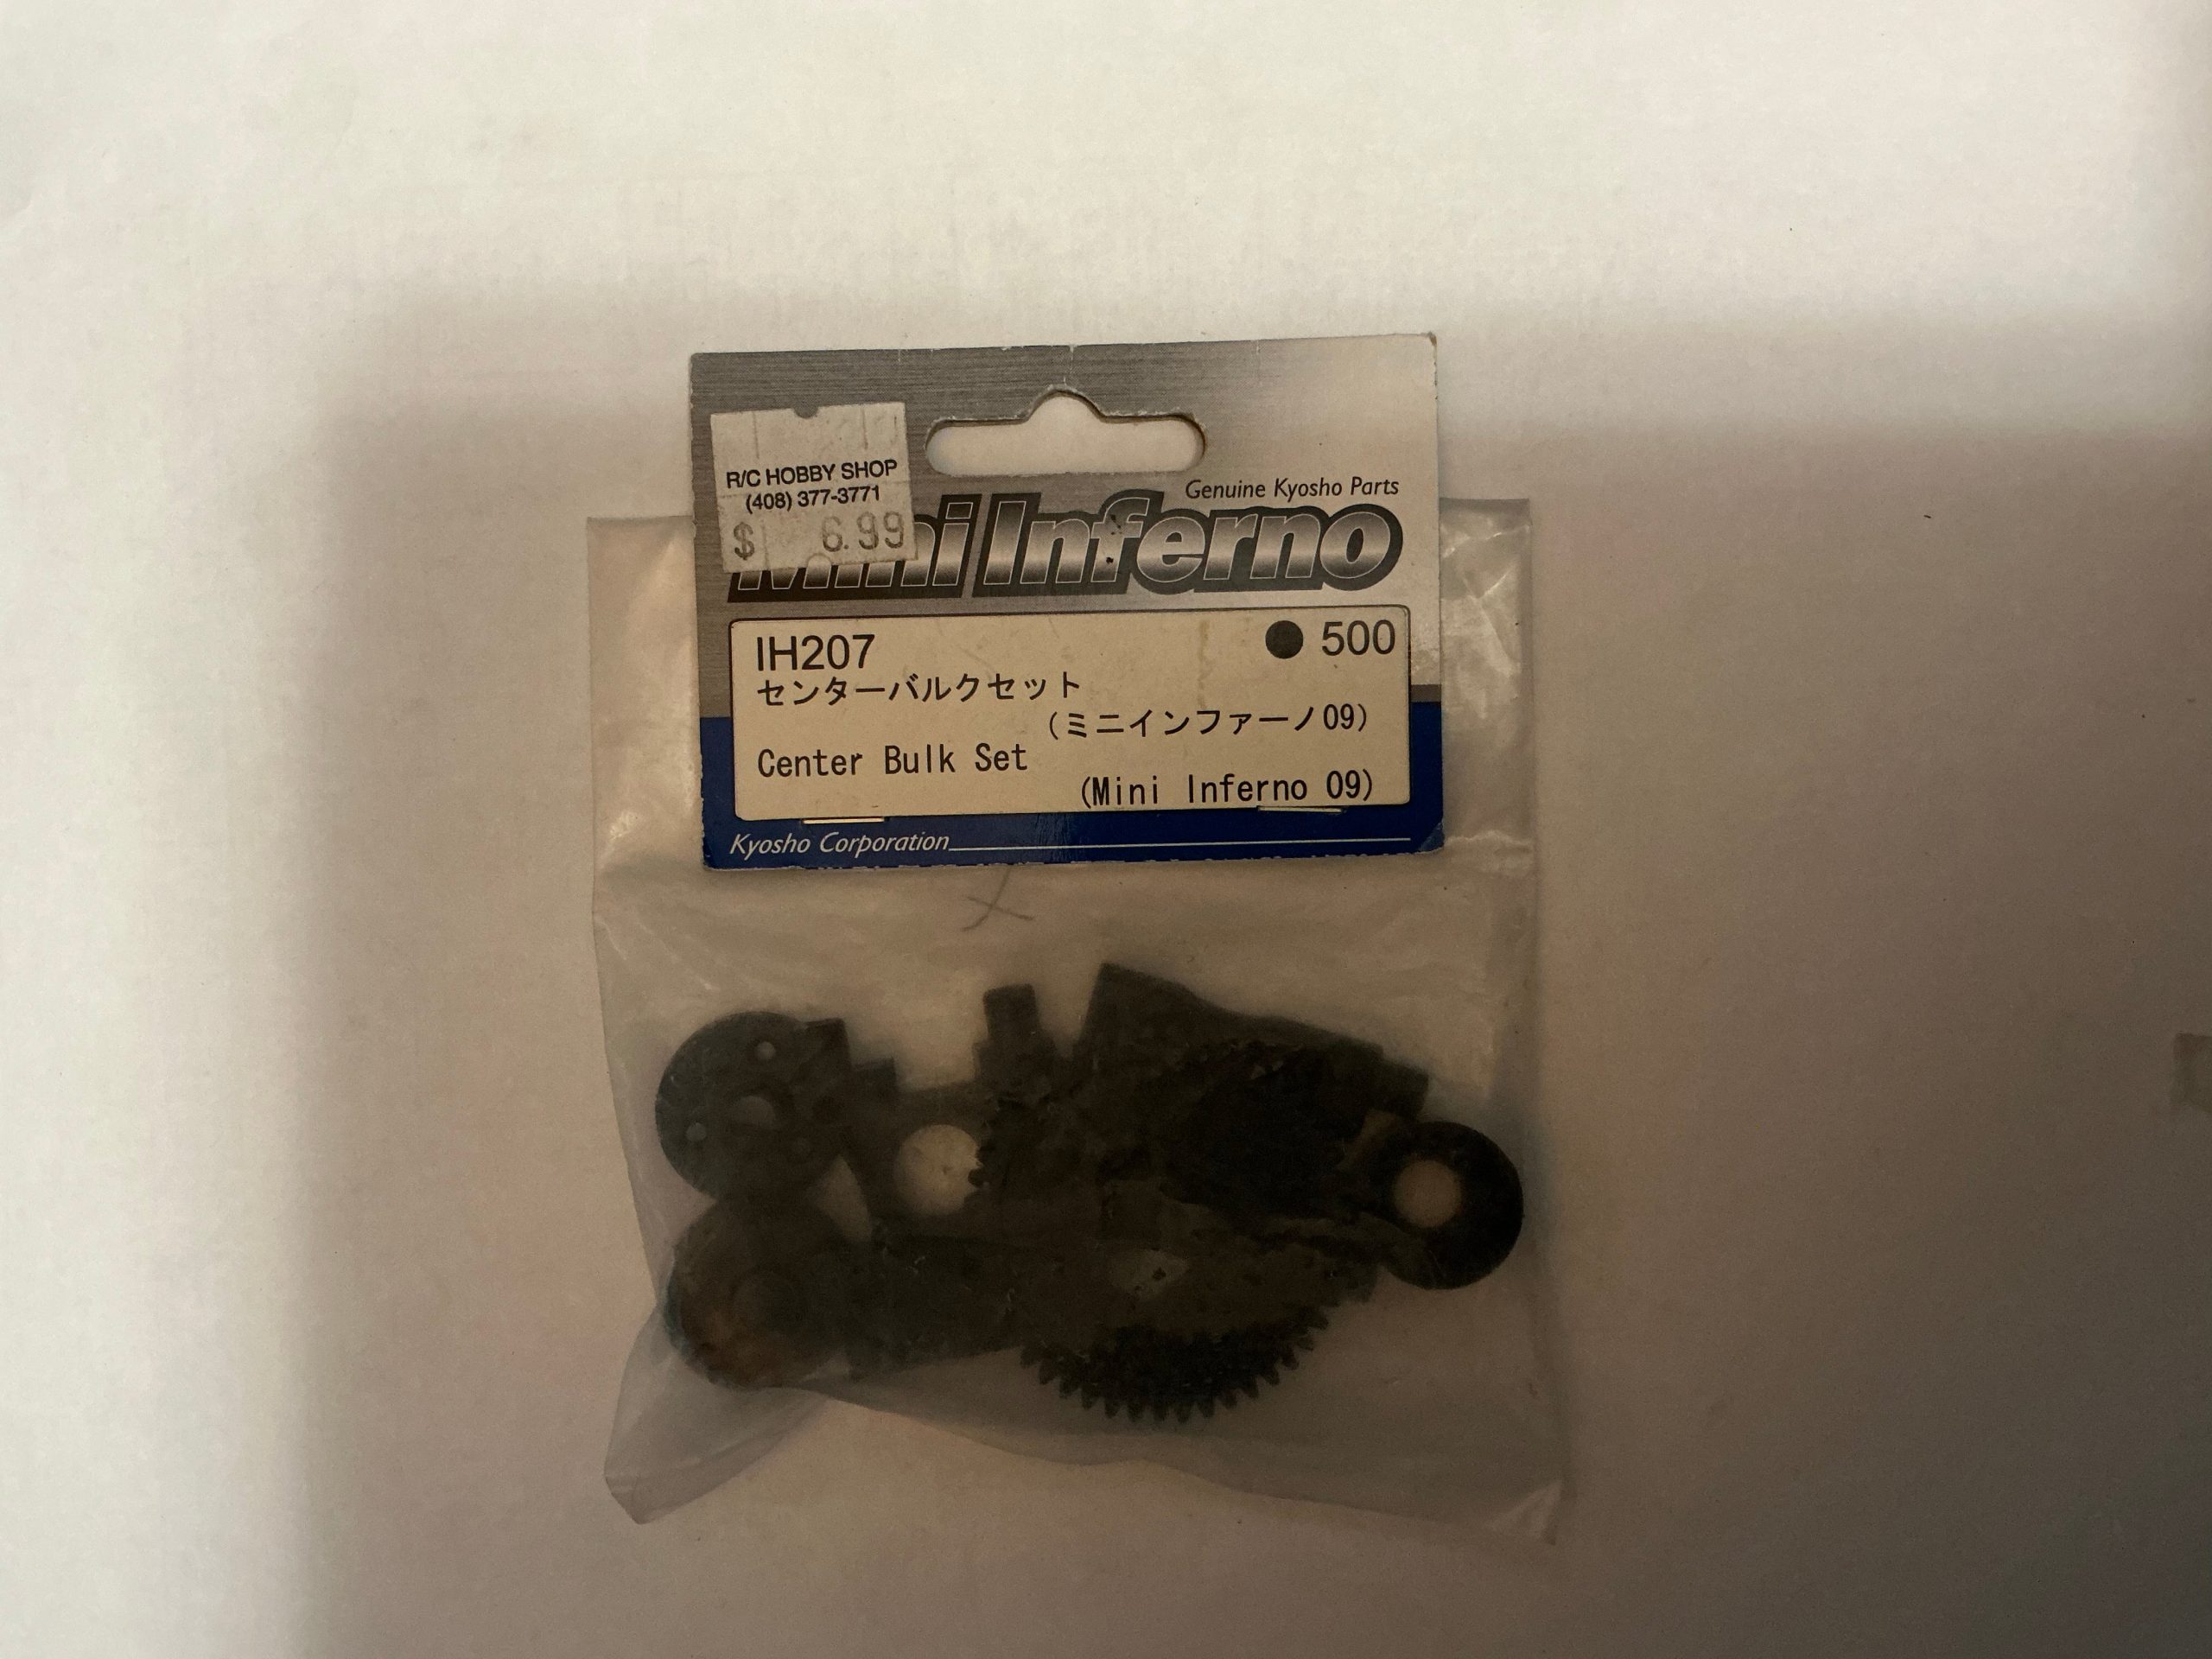 R/C HOBBY SHOP
(408) 377-3771
$ 6.99
Genuine Kyosho Parts
Mini Inferno
IH207
● 500
センターバルクセット
(ミニインファーノ09)
Center Bulk Set
(Mini Inferno 09)
Kyosho Corporation